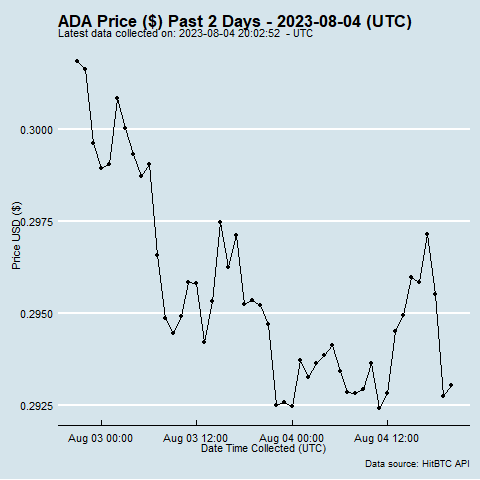 ADA Price ($) Past 2 Days - 2023-08-04 (UTC)
Latest data collected on: 2023-08-04 20:02:52 - UTC
Price USD ($)
0.3000
0.2975
0.2950
0.2925
Aug 03 00:00 Aug 03 12:00 Aug 04 00:00 Aug 04 12:00
Date Time Collected (UTC)
Data source: HitBTC API